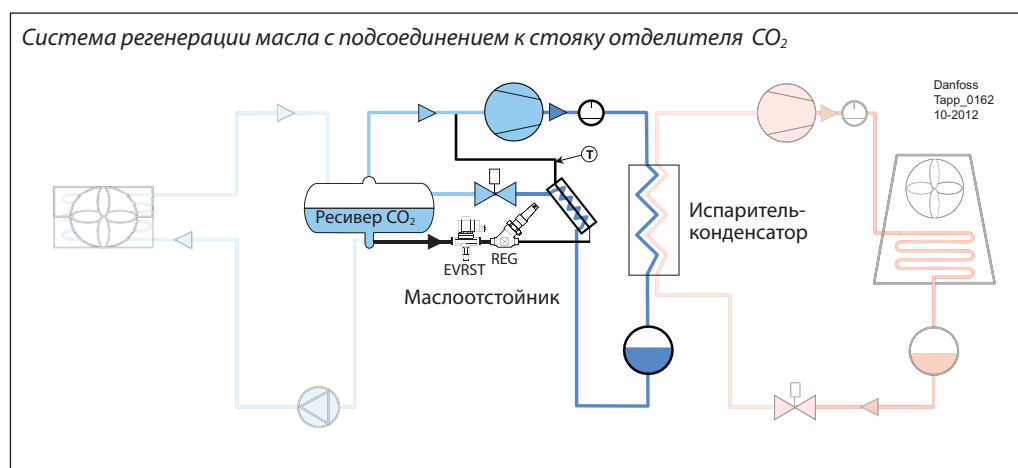 Система регенерации масла с подсоединением к стояку отделителя CO₂
Danfoss
Tapp_0162
10-2012
T
Ресивер CO₂
Испаритель-
конденсатор
EVRST
REG
Маслоотстойник